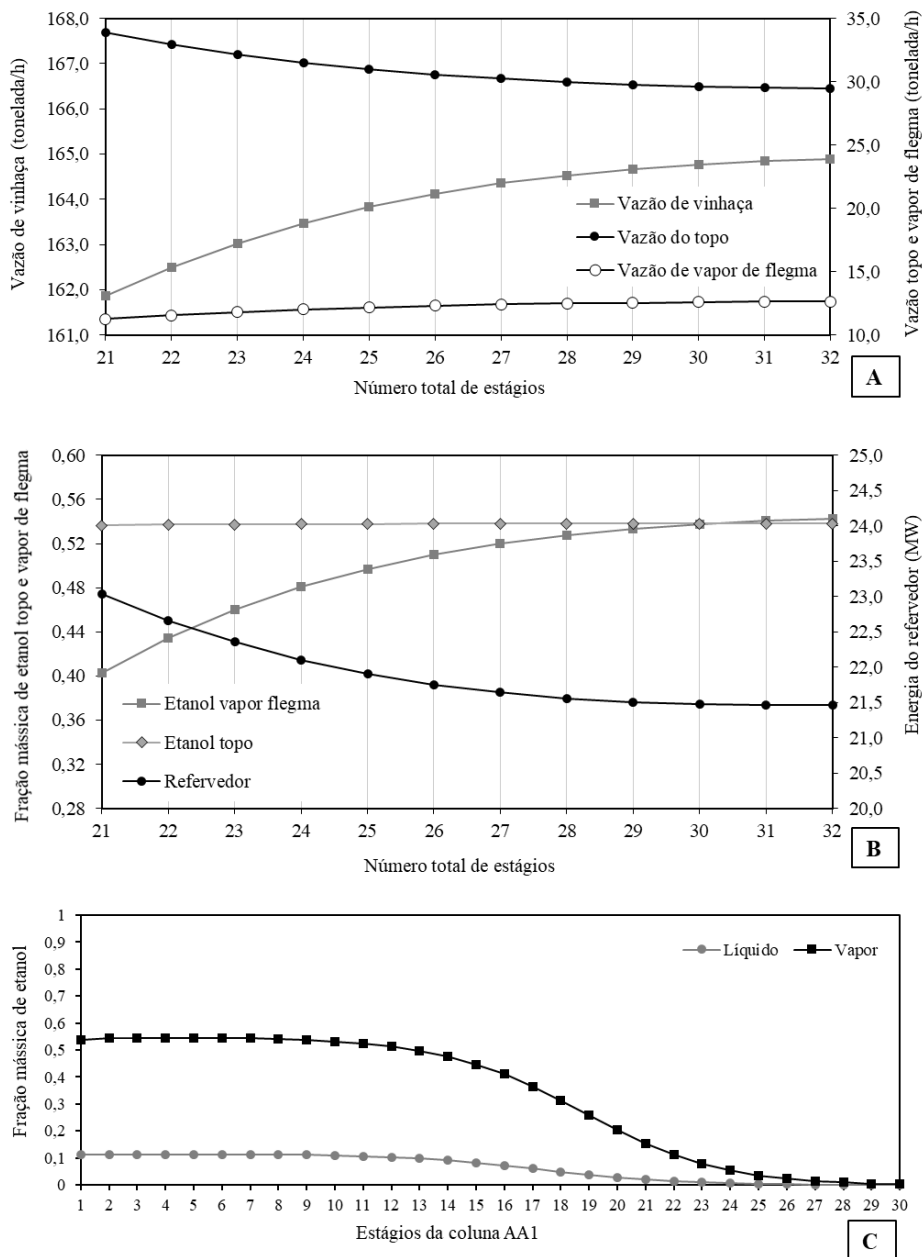 Vazão de vinhaça (tonelada/h)
168,0
167,0
166,0
165,0
164,0
163,0
162,0
161,0
35,0
30,0
25,0
20,0
15,0
10,0
Vazão topo e vapor de flegma (tonelada/h)
Vazão de vinhaça
Vazão do topo
Vazão de vapor de flegma
21 22 23 24 25 26 27 28 29 30 31 32
Número total de estágios
A
Fração mássica de etanol topo e vapor de flegma
0,60
0,56
0,52
0,48
0,44
0,40
0,36
0,32
0,28
25,0
24,5
24,0
23,5
23,0
22,5
22,0
21,5
21,0
20,5
20,0
Energia do refervedor (MW)
Etanol vapor flegma
Etanol topo
Refervedor
21 22 23 24 25 26 27 28 29 30 31 32
Número total de estágios
B
Fração mássica de etanol
1
0,9
0,8
0,7
0,6
0,5
0,4
0,3
0,2
0,1
0
Líquido Vapor
1 2 3 4 5 6 7 8 9 10 11 12 13 14 15 16 17 18 19 20 21 22 23 24 25 26 27 28 29 30
Estágios da coluna AA1
C